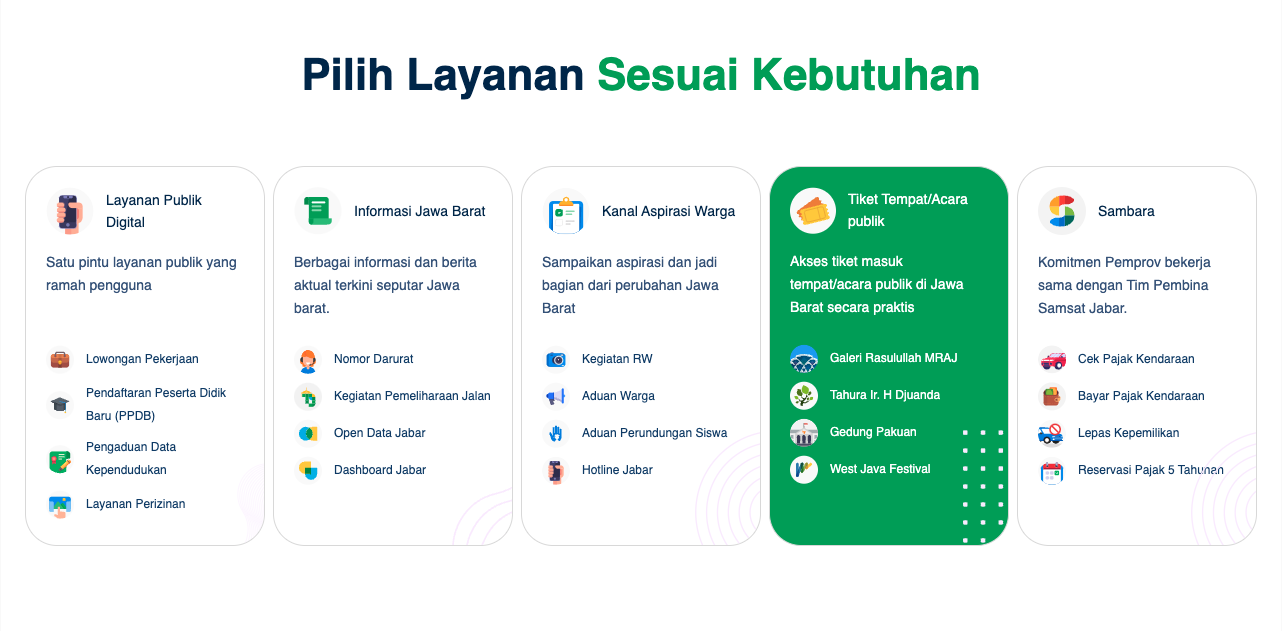 Pilih Layanan Sesuai Kebutuhan
Layanan Publik
Digital
Satu pintu layanan publik yang
ramah pengguna
Lowongan Pekerjaan
Pendaftaran Peserta Didik
Baru (PPDB)
Pengaduan Data
Kependudukan
Layanan Perizinan
Informasi Jawa Barat
Berbagai informasi dan berita
aktual terkini seputar Jawa
barat.
Nomor Darurat
Kegiatan Pemeliharaan Jalan
Open Data Jabar
Dashboard Jabar
Kanal Aspirasi Warga
Sampaikan aspirasi dan jadi
bagian dari perubahan Jawa
Barat
Kegiatan RW
Aduan Warga
Aduan Perundungan Siswa
Hotline Jabar
Tiket Tempat/Acara
publik
Akses tiket masuk
tempat/acara publik di Jawa
Barat secara praktis
Galeri Rasulullah MRAJ
Tahura Ir. H Djuanda
Gedung Pakuan
West Java Festival
Sambara
Komitmen Pemprov bekerja
sama dengan Tim Pembina
Samsat Jabar.
Cek Pajak Kendaraan
Bayar Pajak Kendaraan
Lepas Kepemilikan
Reservasi Pajak 5 Tahunan